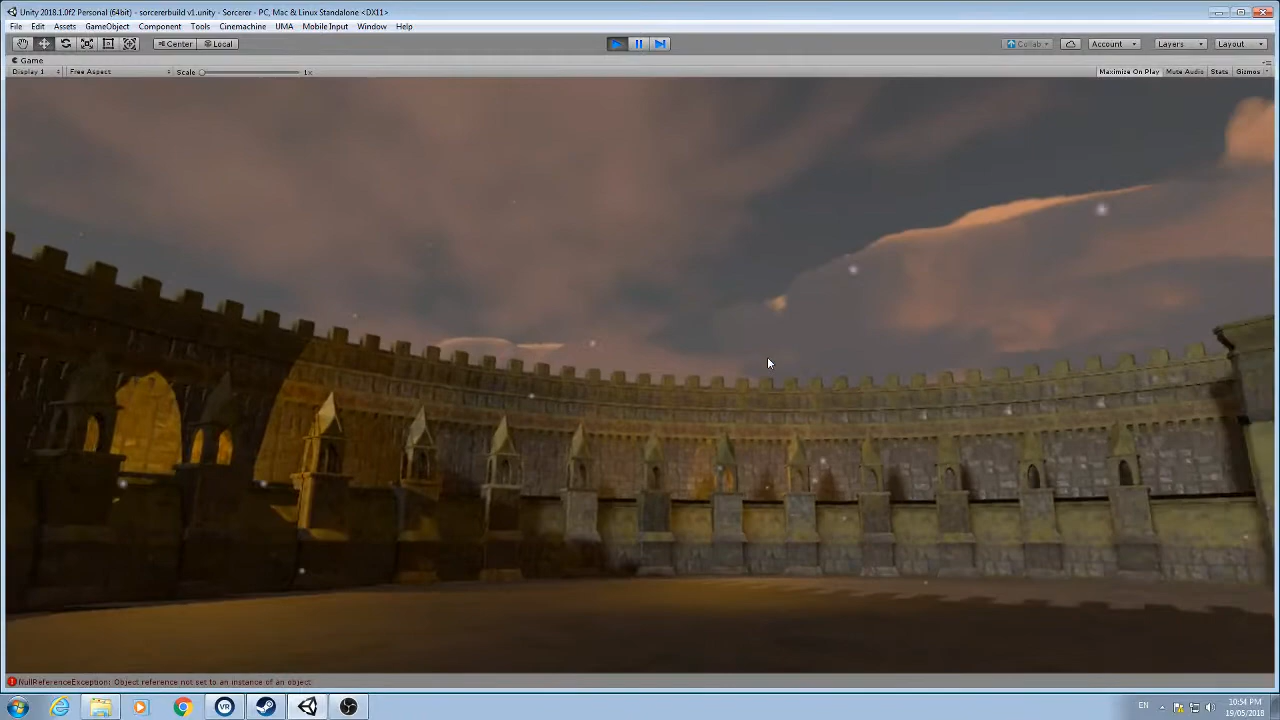 Unity 2018.1.0f2 Personal (64bit) - sorcererbuild v1.unity - Sorcerer - PC, Mac & Linux Standalone <DX11>
File Edit Assets GameObject Component Tools Cinemachine UMA Mobile Input Window Help
Center Local Collab Account Layers Layout
Game
Display 1 Free Aspect Scale 1x Maximize On Play Mute Audio Stats Gizmos
NullReferenceException: Object reference not set to an instance of an object
VR EN 10:54 PM
19/05/2018